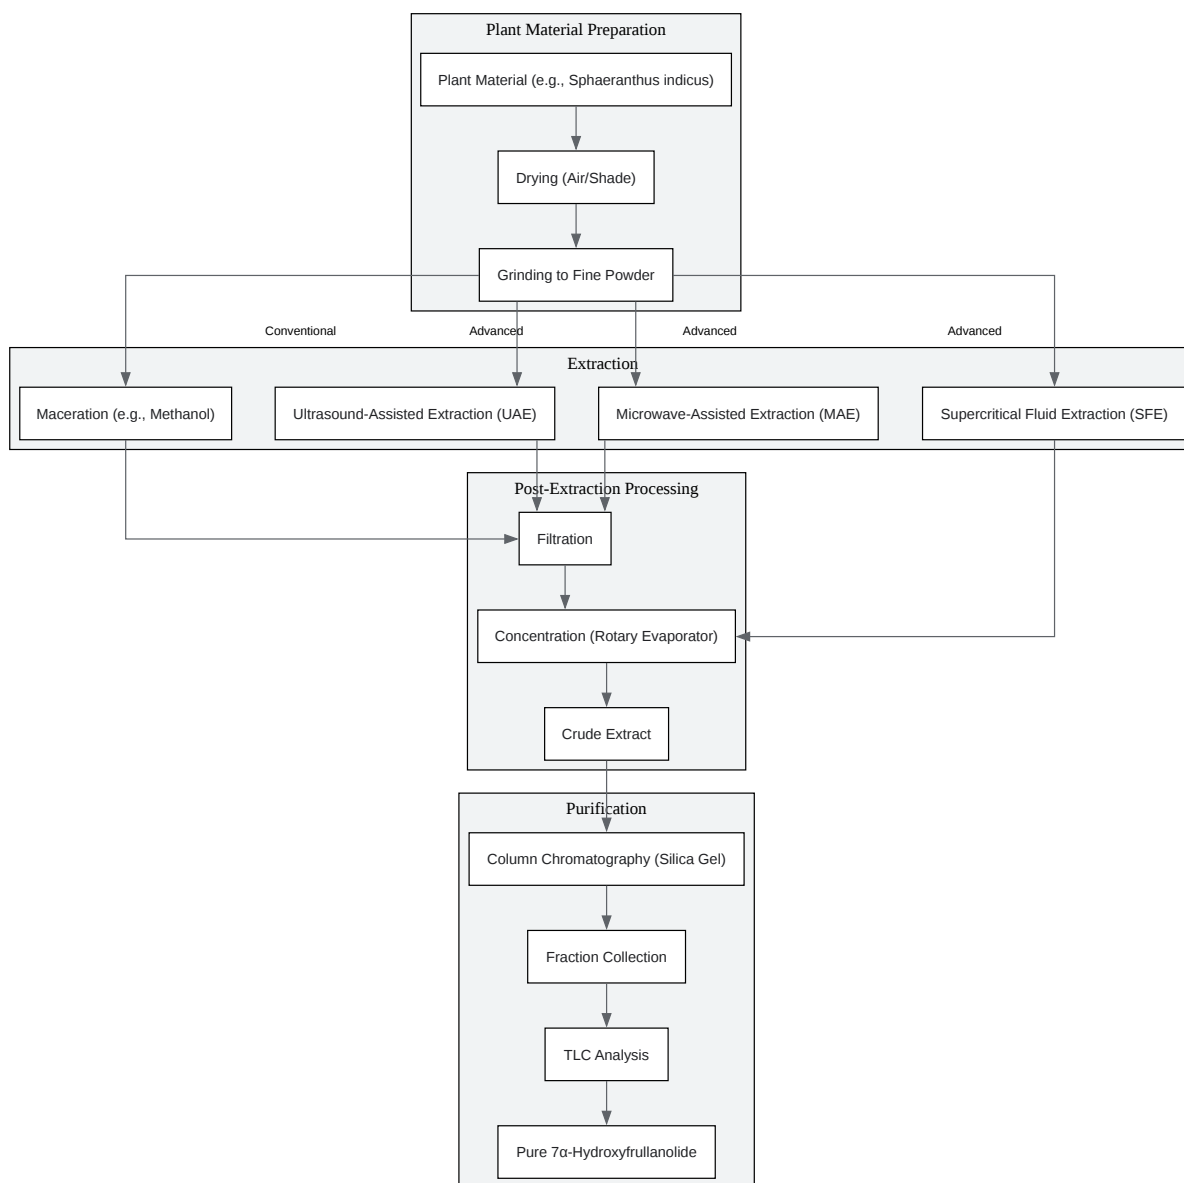 Plant Material Preparation
Plant Material (e.g., Sphaeranthus indicus)
Drying (Air/Shade)
Grinding to Fine Powder
Conventional
Advanced
Advanced
Advanced
Extraction
Maceration (e.g., Methanol)
Ultrasound-Assisted Extraction (UAE)
Microwave-Assisted Extraction (MAE)
Supercritical Fluid Extraction (SFE)
Post-Extraction Processing
Filtration
Concentration (Rotary Evaporator)
Crude Extract
Purification
Column Chromatography (Silica Gel)
Fraction Collection
TLC Analysis
Pure 7α-Hydroxyfrullanolide